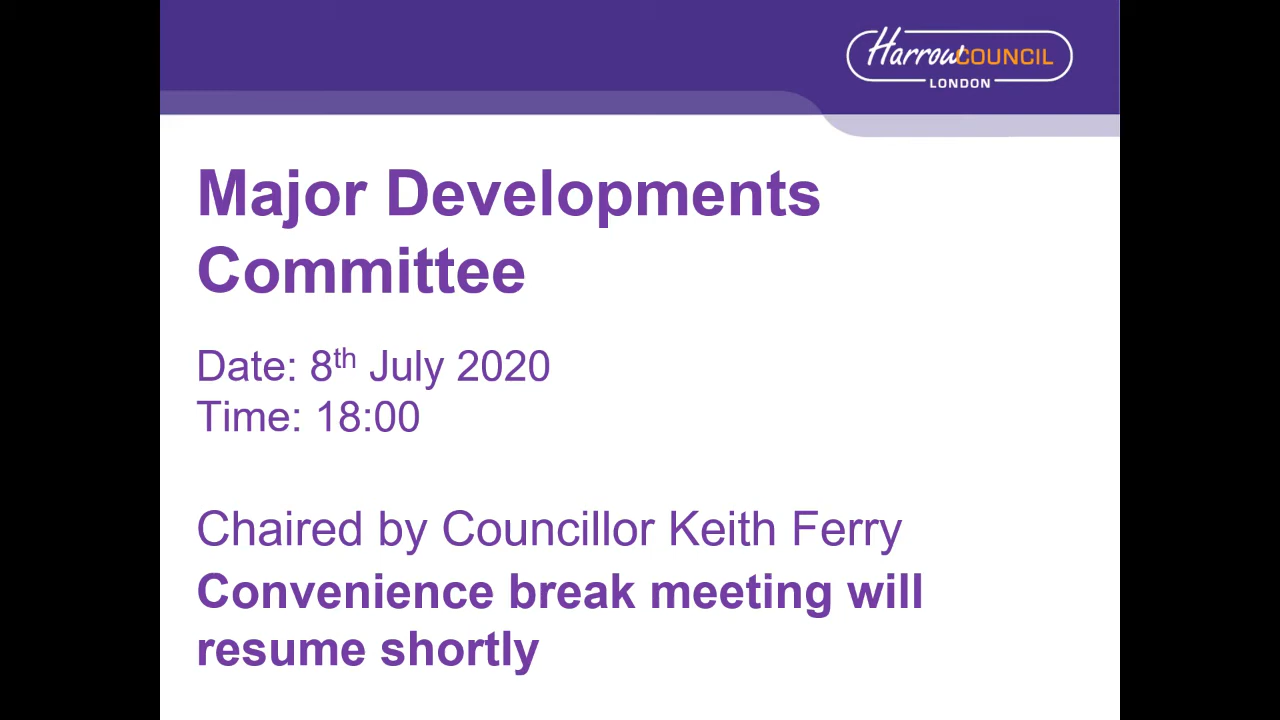 HarrowCOUNCIL
LONDON
Major Developments
Committee
Date: 8th July 2020
Time: 18:00
Chaired by Councillor Keith Ferry
Convenience break meeting will
resume shortly